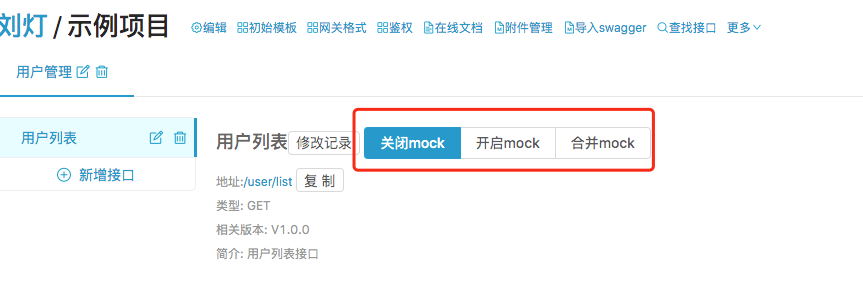 刘灯 / 示例项目 编辑 初始模板 网关格式 鉴权 在线文档 附件管理 导入swagger 查找接口 更多
用户管理
用户列表
新增接口
用户列表 修改记录 关闭mock 开启mock 合并mock
地址:/user/list 复 制
类型: GET
相关版本: V1.0.0
简介: 用户列表接口